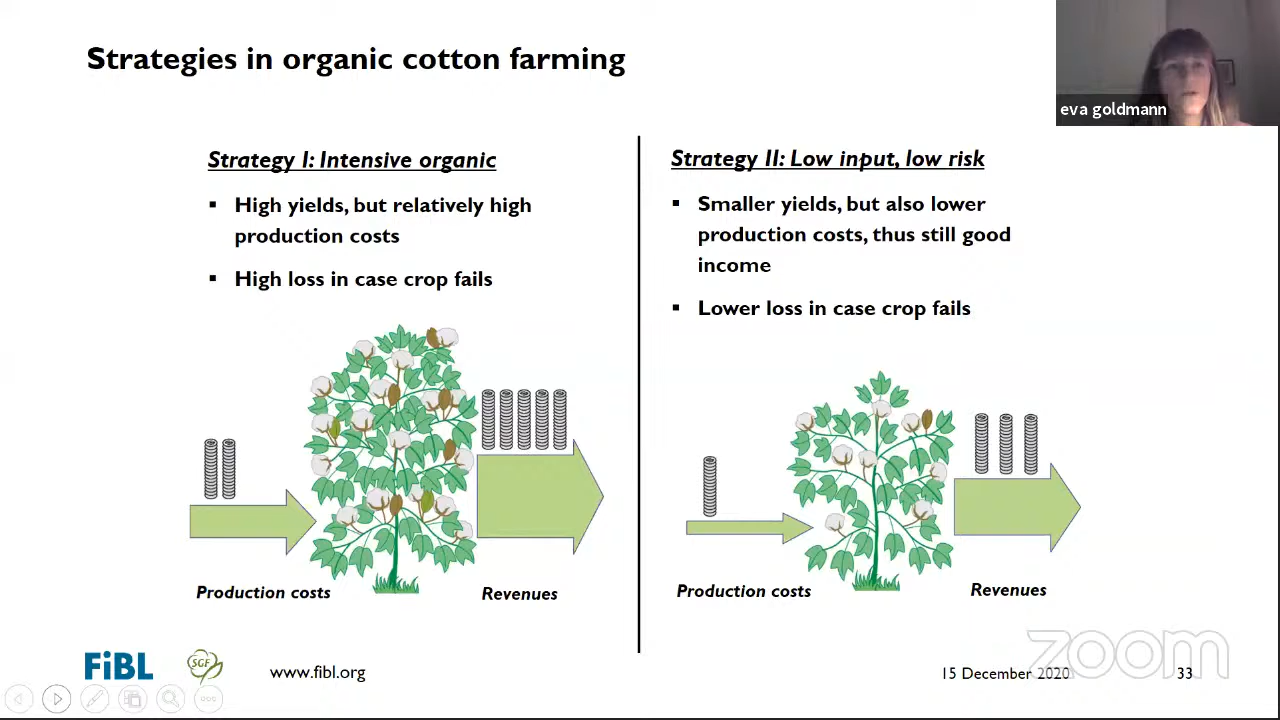 Strategies in organic cotton farming
eva goldmann
Strategy I: Intensive organic
▪ High yields, but relatively high
production costs
▪ High loss in case crop fails
Production costs
Revenues
Strategy II: Low input, low risk
▪ Smaller yields, but also lower
production costs, thus still good
income
▪ Lower loss in case crop fails
Production costs
Revenues
FiBL
SGF
www.fibl.org
15 December 2020
33
zoom